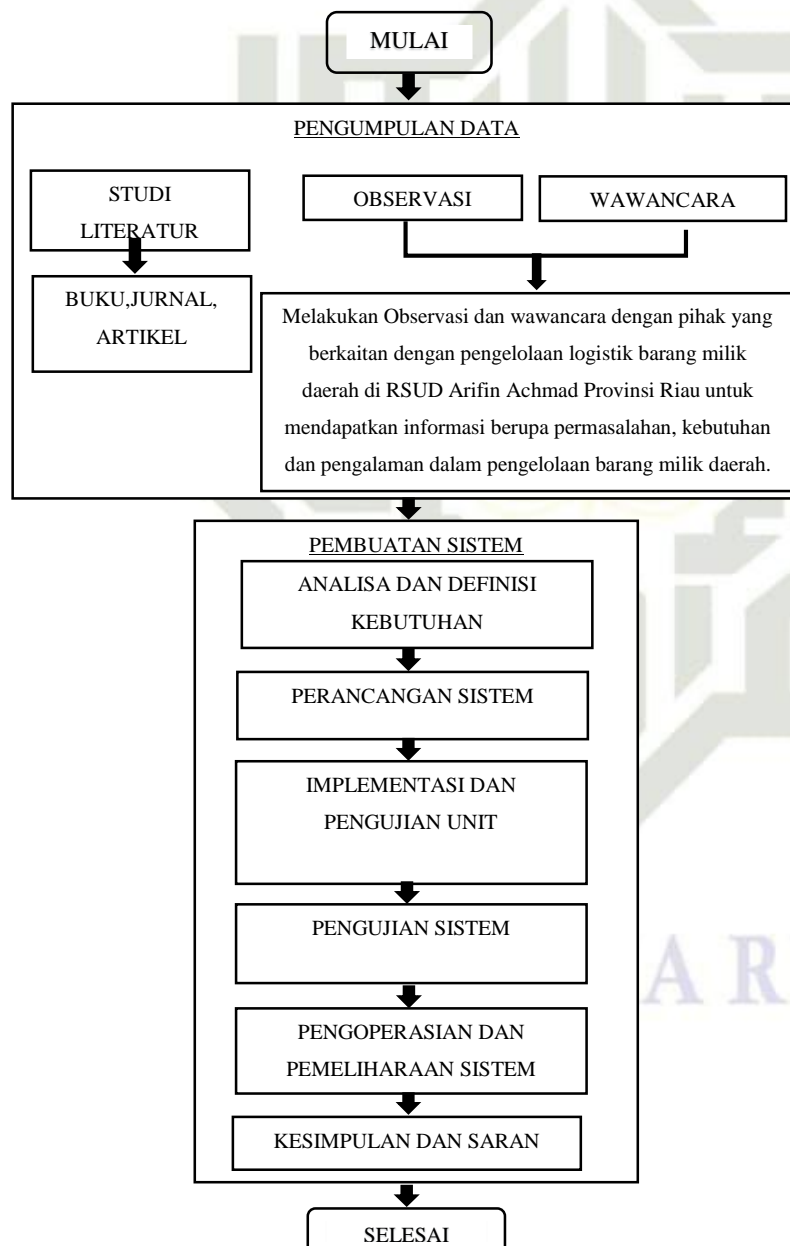 MULAI
PENGUMPULAN DATA
STUDI
LITERATUR
BUKU,JURNAL,
ARTIKEL
OBSERVASI
WAWANCARA
Melakukan Observasi dan wawancara dengan pihak yang
berkaitan dengan pengelolaan logistik barang milik
daerah di RSUD Arifin Achmad Provinsi Riau untuk
mendapatkan informasi berupa permasalahan, kebutuhan
dan pengalaman dalam pengelolaan barang milik daerah.
PEMBUATAN SISTEM
ANALISA DAN DEFINISI
KEBUTUHAN
PERANCANGAN SISTEM
IMPLEMENTASI DAN
PENGUJIAN UNIT
PENGUJIAN SISTEM
A R
PENGOPERASIAN DAN
PEMELIHARAAN SISTEM
KESIMPULAN DAN SARAN
SELESAI